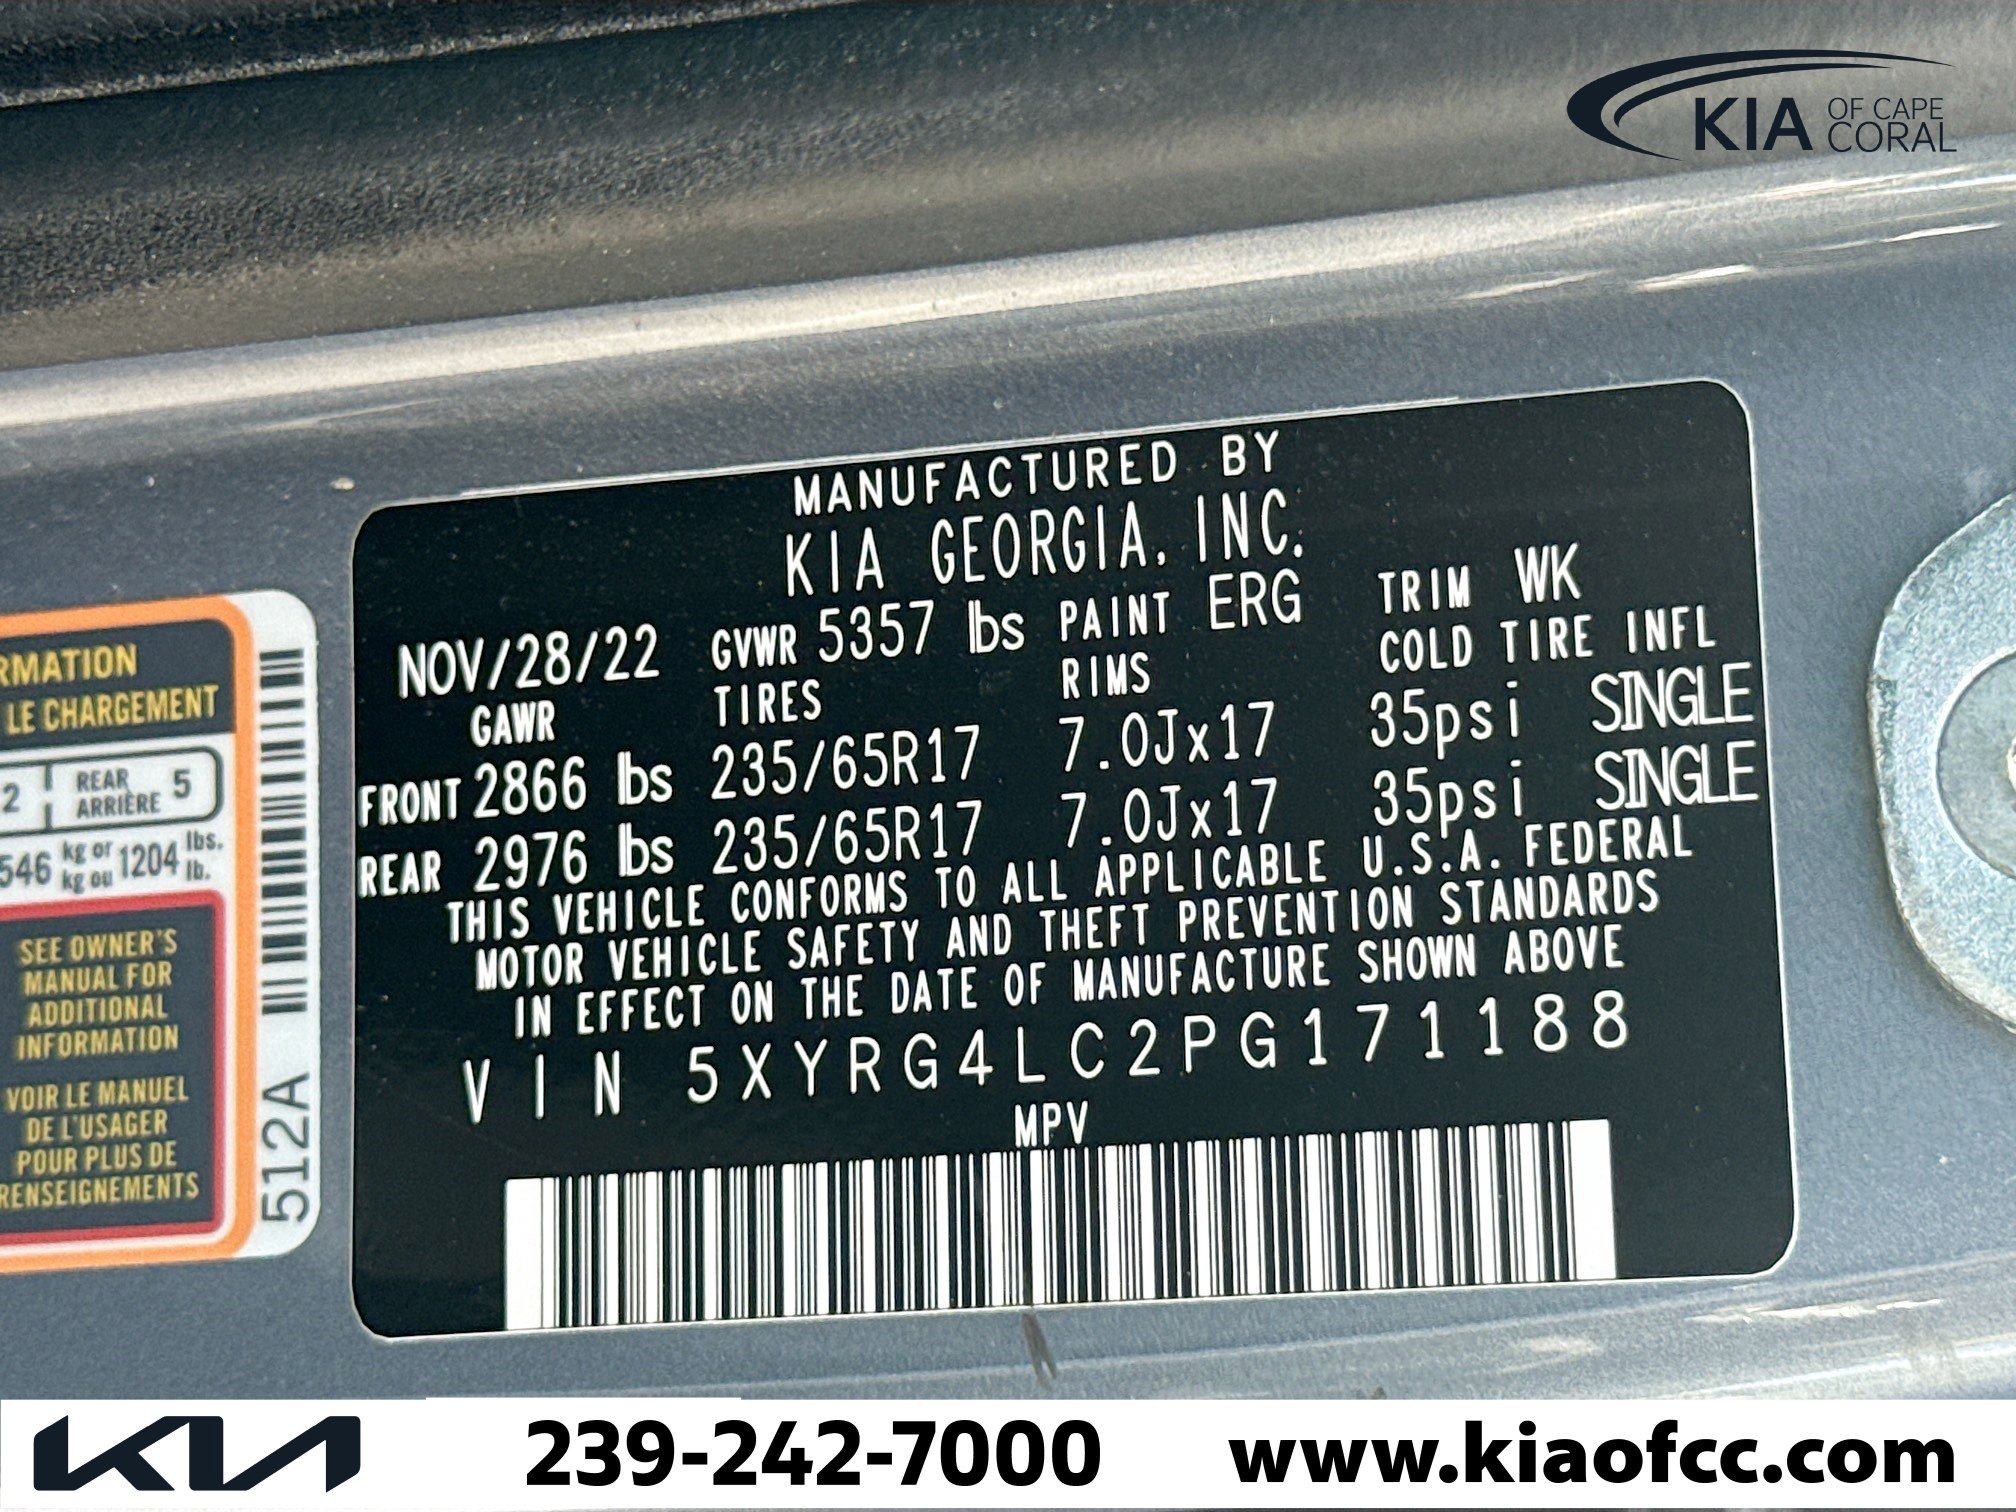 KIA OF CAPE CORAL
MANUFACTURED BY
KIA GEORGIA, INC.
NOV/28/22 GVWR 5357 lbs PAINT ERG TRIM WK
GAWR TIRES RIMS COLD TIRE INFL
FRONT 2866 lbs 235/65R17 7.0Jx17 35psi SINGLE
REAR 2976 lbs 235/65R17 7.0Jx17 35psi SINGLE
THIS VEHICLE CONFORMS TO ALL APPLICABLE U.S.A. FEDERAL
MOTOR VEHICLE SAFETY AND THEFT PREVENTION STANDARDS
IN EFFECT ON THE DATE OF MANUFACTURE SHOWN ABOVE
VIN 5XYRG4LC2PG171188
MPV
RMATION
LE CHARGEMENT
2 REAR ARRIÈRE 5
546 kg or kg ou 1204 lbs. lb.
SEE OWNER'S
MANUAL FOR
ADDITIONAL
INFORMATION
VOIR LE MANUEL
DE L'USAGER
POUR PLUS DE
RENSEIGNEMENTS
512A
KIA 239-242-7000 www.kiaofcc.com